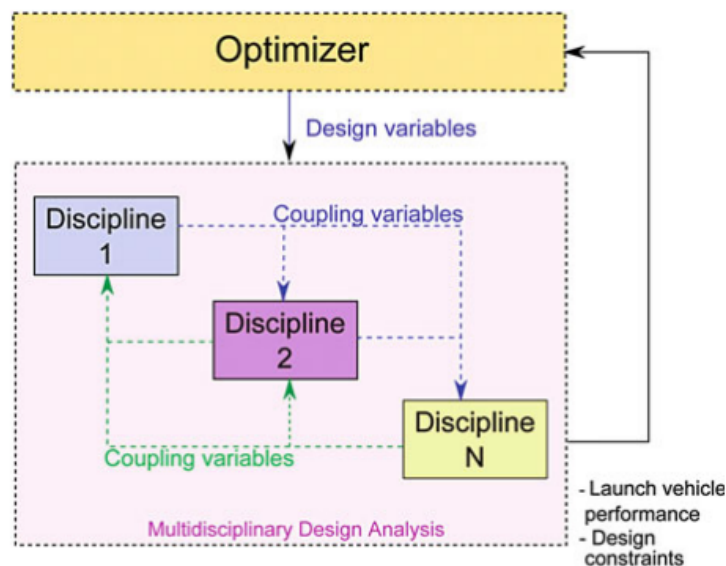 Optimizer
Design variables
Discipline
1
Coupling variables
Discipline
2
Discipline
N
Coupling variables
Multidisciplinary Design Analysis
- Launch vehicle
performance
- Design
constraints